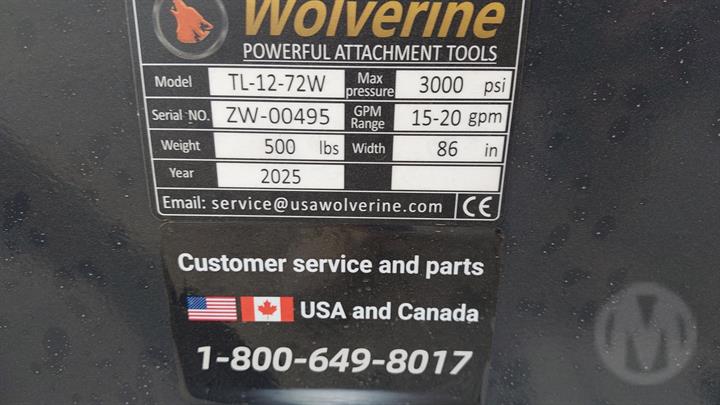 Wolverine
POWERFUL ATTACHMENT TOOLS
Model TL-12-72W Max pressure 3000 psi
Serial NO. ZW-00495 GPM Range 15-20 gpm
Weight 500 lbs Width 86 in
Year 2025
Email: service@usawolverine.com CE
Customer service and parts
USA and Canada
1-800-649-8017
M